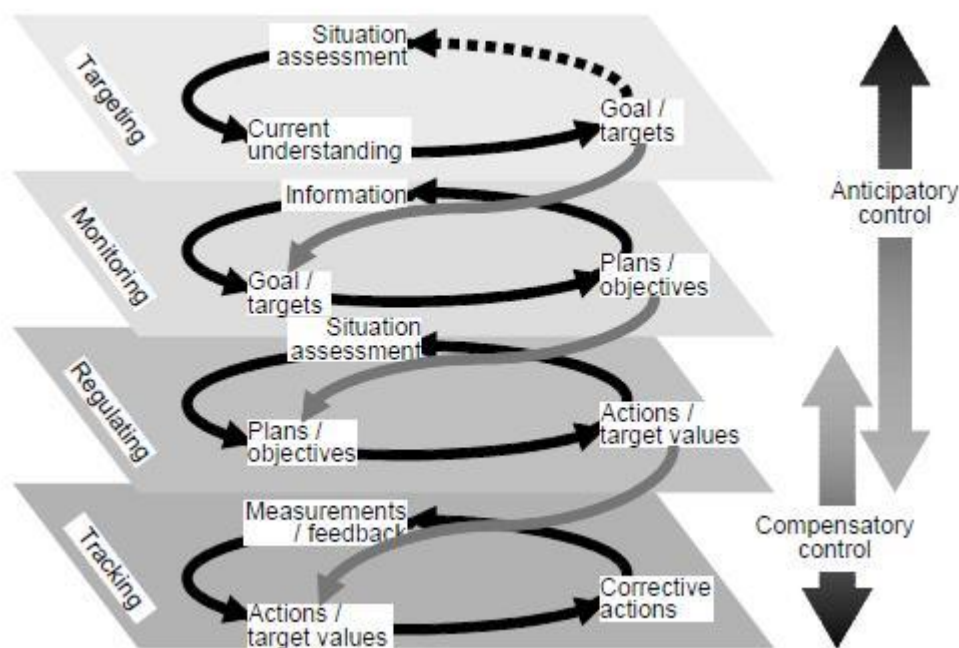 Targeting
Situation
assessment
Current
understanding
Goal /
targets
Monitoring
Information
Goal /
targets
Plans /
objectives
Regulating
Situation
assessment
Plans /
objectives
Actions /
target values
Tracking
Measurements
/ feedback
Actions /
target values
Corrective
actions
Anticipatory
control
Compensatory
control